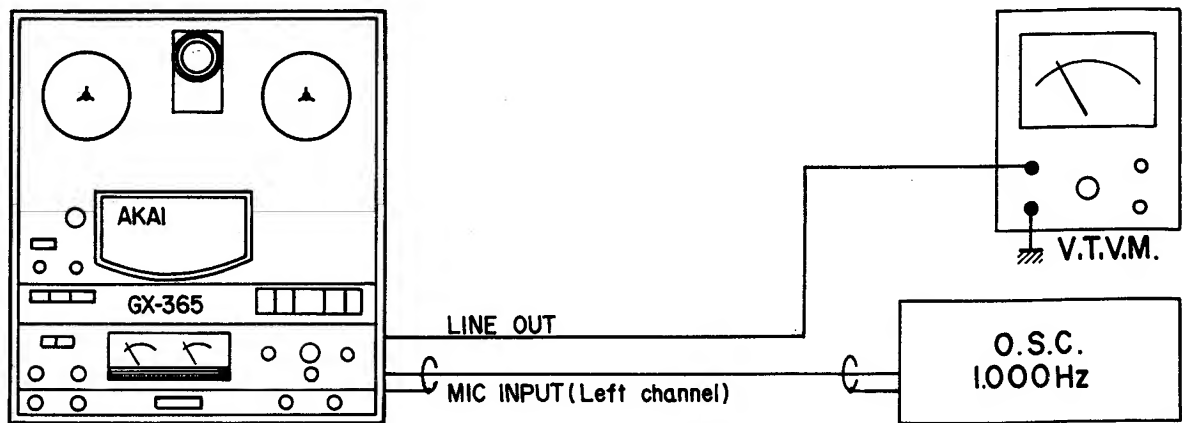 AKAI
GX-365
LINE OUT
MIC INPUT (Left channel)
V.T.V.M.
O.S.C.
1.000Hz